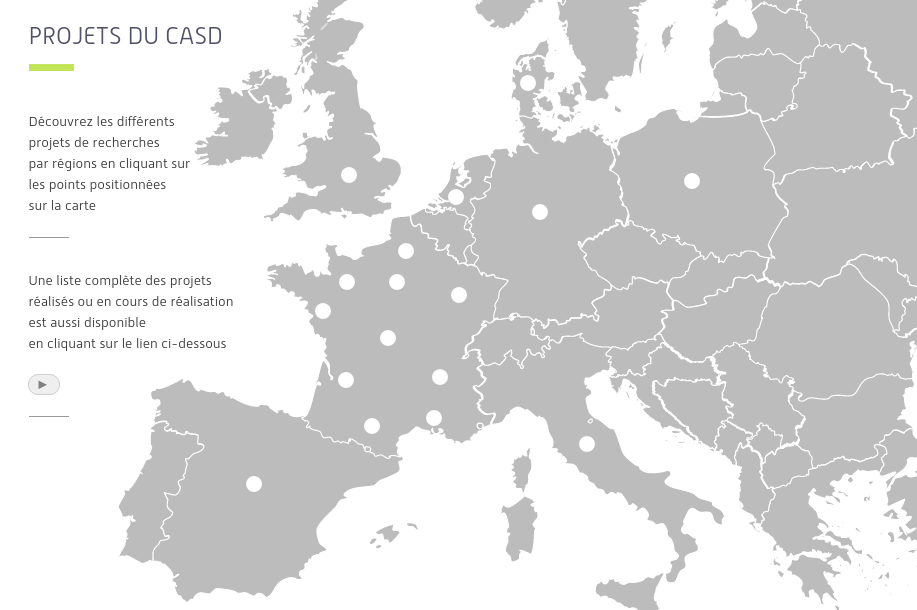 PROJETS DU CASD
Découvrez les différents
projets de recherches
par régions en cliquant sur
les points positionnées
sur la carte
Une liste complête des projets
réalisés ou en cours de réalisation
est aussi disponible
en cliquant sur le lien ci-dessous